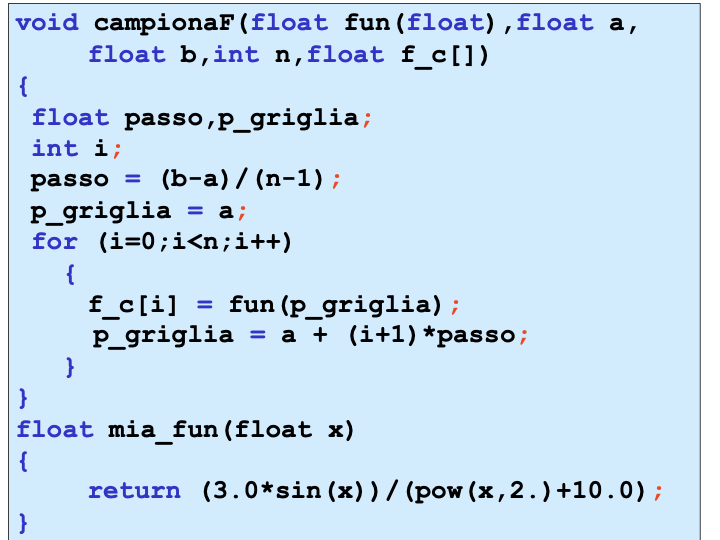 void campionaF(float fun(float),float a,
float b,int n,float f_c[])
{
float passo,p_griglia;
int i;
passo = (b-a)/(n-1);
p_griglia = a;
for (i=0;i<n;i++)
{
f_c[i] = fun(p_griglia);
p_griglia = a + (i+1)*passo;
}
}
float mia_fun(float x)
{
return (3.0*sin(x))/(pow(x,2.)+10.0);
}